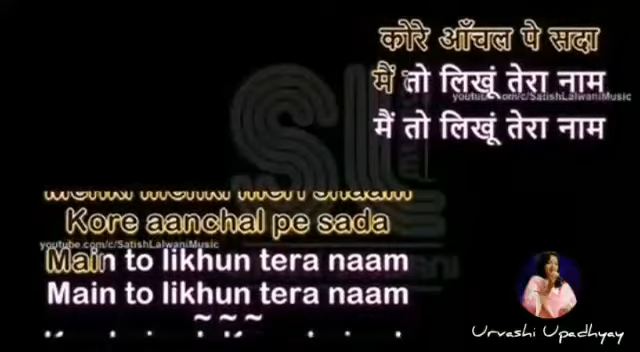 कोरे आँचल पे सदा
मैं तो लिखूं तेरा नाम
youtube.com/c/SatishLalwaniMusic
मैं तो लिखूं तेरा नाम
Kore aanchal pe sada
youtube.com/c/SatishLalwaniMusic
Main to likhun tera naam
Main to likhun tera naam
~ ~ ~
Urvashi Upadhyay